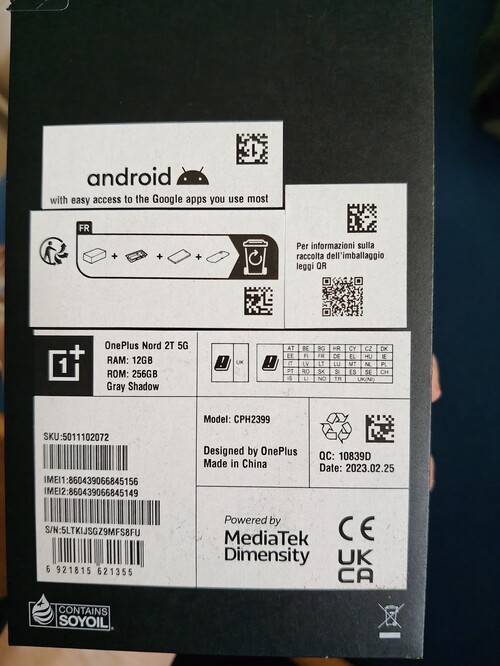 android
with easy access to the Google apps you use most
FR
Per informazioni sulla
raccolta dell'imballaggio
leggi QR
OnePlus Nord 2T 5G
RAM: 12GB
ROM: 256GB
Gray Shadow
UK
AT BE BG HR CY CZ DK
EE FI FR DE EL HU IE
IT LV LT LU MT NL PL
PT RO SK SI ES SE CH
IS LI NO TR UK(NI)
SKU:5011102072
IMEI1:860439066845156
IMEI2:860439066845149
S/N:5LTKIJSGZ9MFS8FU
6 921815 621355
Model: CPH2399
Designed by OnePlus
Made in China
QC: 10839D
Date: 2023.02.25
Powered by
MediaTek
Dimensity
CE
UK
CA
CONTAINS
SOYOIL